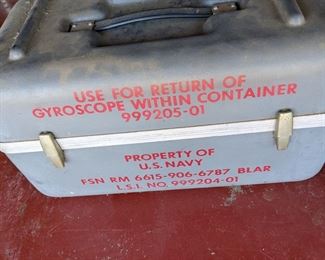 USE FOR RETURN OF
GYROSCOPE WITHIN CONTAINER
999205-01
PROPERTY OF
U.S. NAVY
FSN RM 6615-906-6787 BLAR
L.S.I. NO. 999204-01